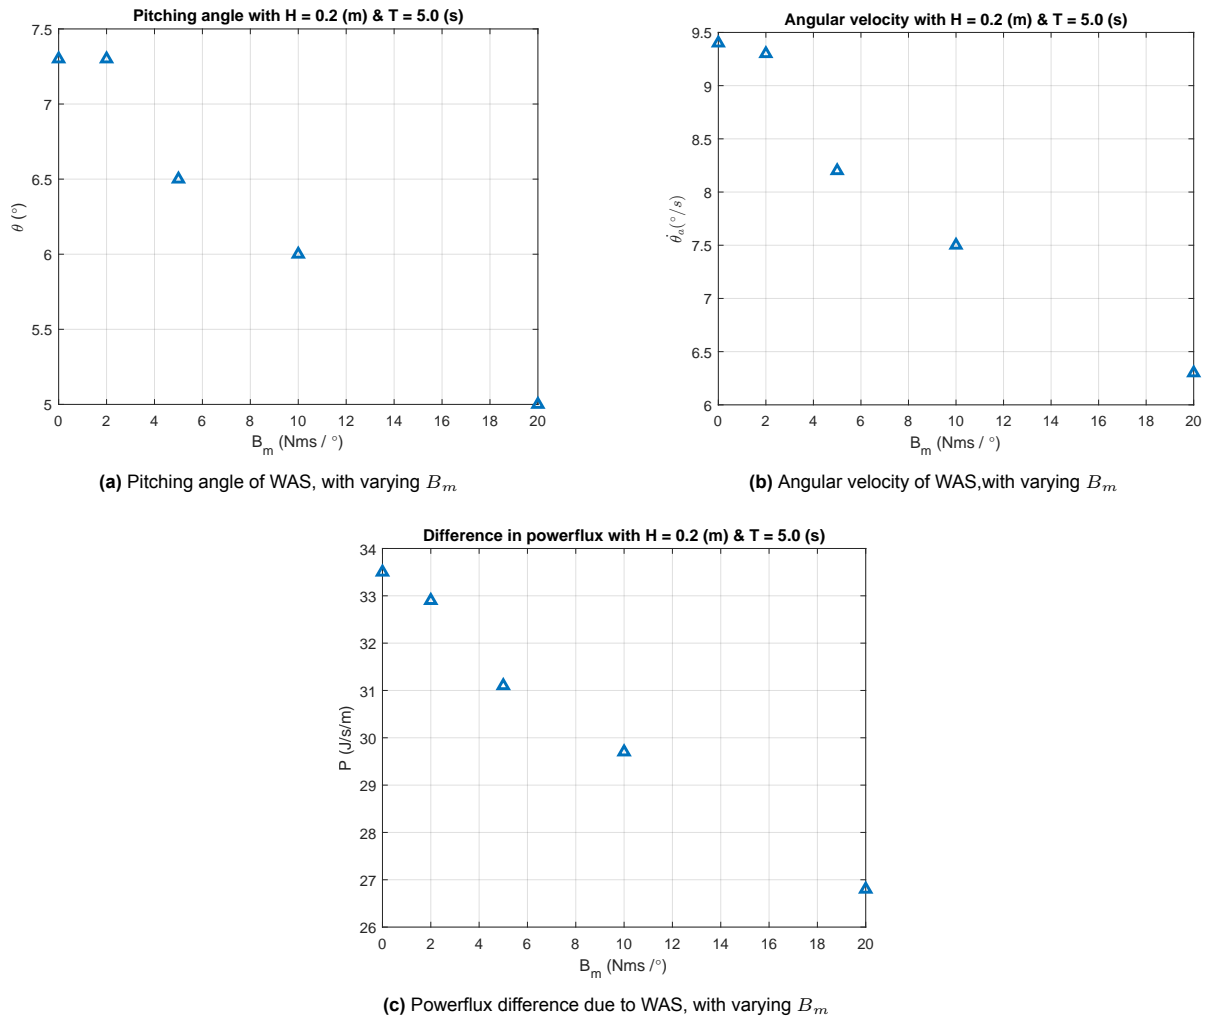 Pitching angle with H = 0.2 (m) & T = 5.0 (s)
7.5
7
6.5
6
5.5
5
θ (°)
0 2 4 6 8 10 12 14 16 18 20
B_m (Nms / °)
(a) Pitching angle of WAS, with varying B_m
Angular velocity with H = 0.2 (m) & T = 5.0 (s)
9.5
9
8.5
8
7.5
7
6.5
6
θ̇_a(°/s)
0 2 4 6 8 10 12 14 16 18 20
B_m (Nms / °)
(b) Angular velocity of WAS,with varying B_m
Difference in powerflux with H = 0.2 (m) & T = 5.0 (s)
34
33
32
31
30
29
28
27
26
P (J/s/m)
0 2 4 6 8 10 12 14 16 18 20
B_m (Nms /°)
(c) Powerflux difference due to WAS, with varying B_m